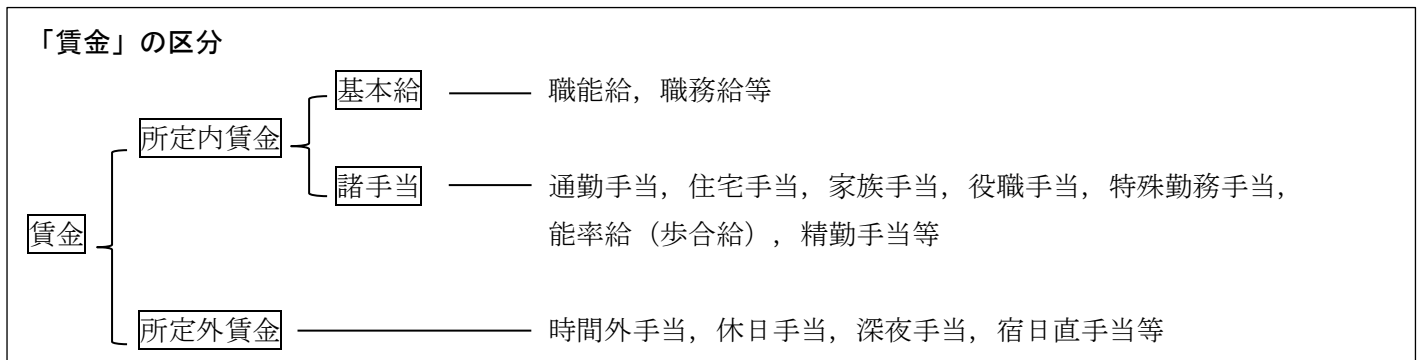 「賃金」の区分
基本給
職能給，職務給等
所定内賃金
諸手当
通勤手当，住宅手当，家族手当，役職手当，特殊勤務手当，
能率給（歩合給），精勤手当等
賃金
所定外賃金
時間外手当，休日手当，深夜手当，宿日直手当等